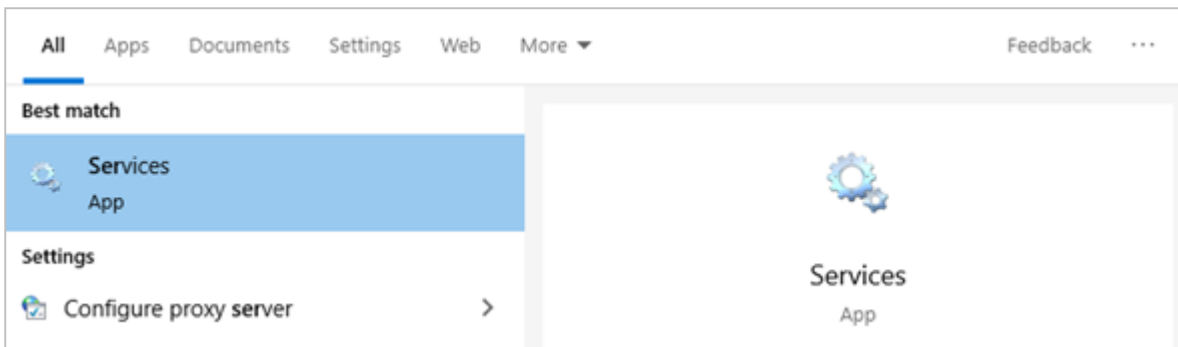 All Apps Documents Settings Web More Feedback ...
Best match
Services
App
Settings
Configure proxy server
Services
App